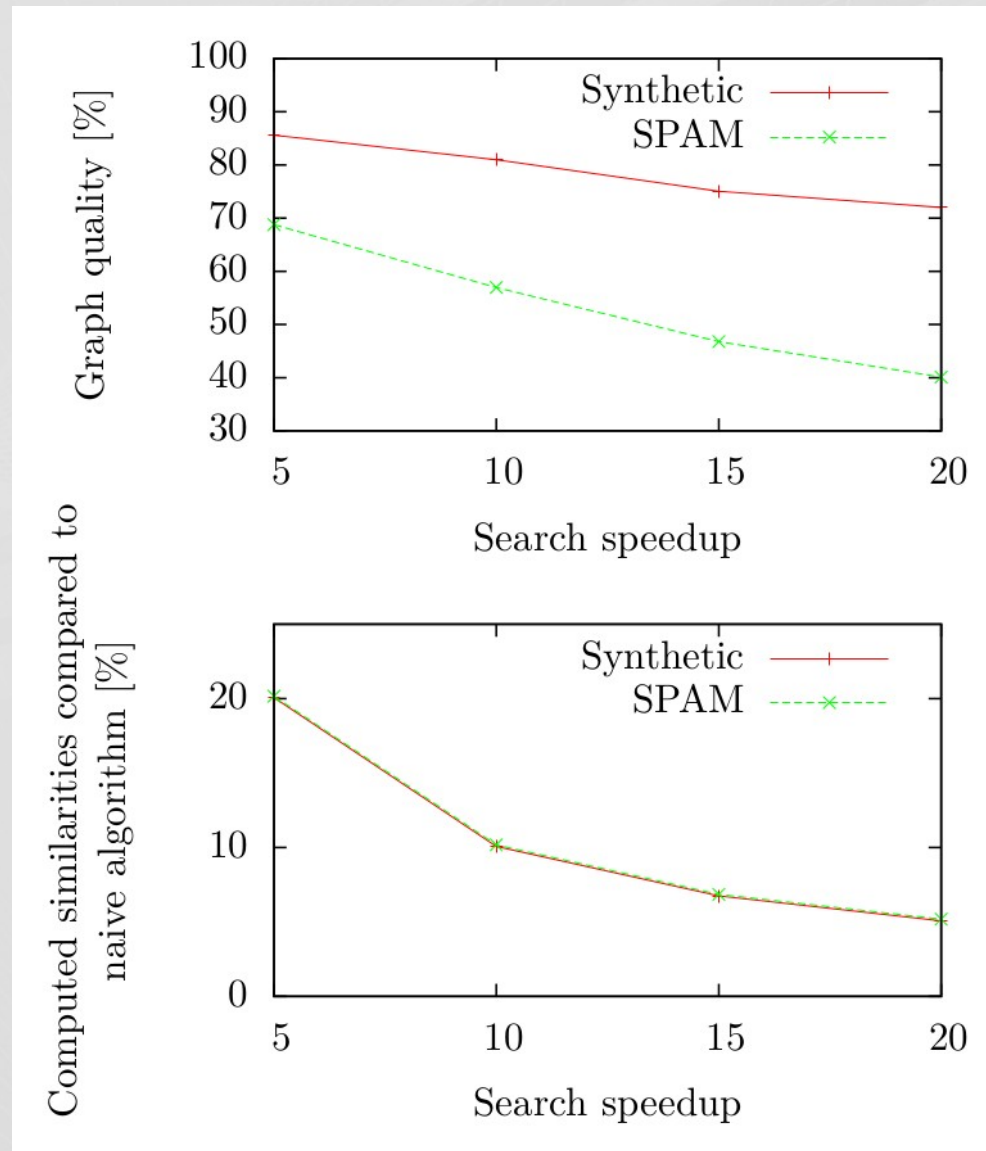 Graph quality [%]
100
90
80
70
60
50
40
30
Synthetic
SPAM
5 10 15 20
Search speedup
Computed similarities compared to
naive algorithm [%]
20
10
0
Synthetic
SPAM
5 10 15 20
Search speedup